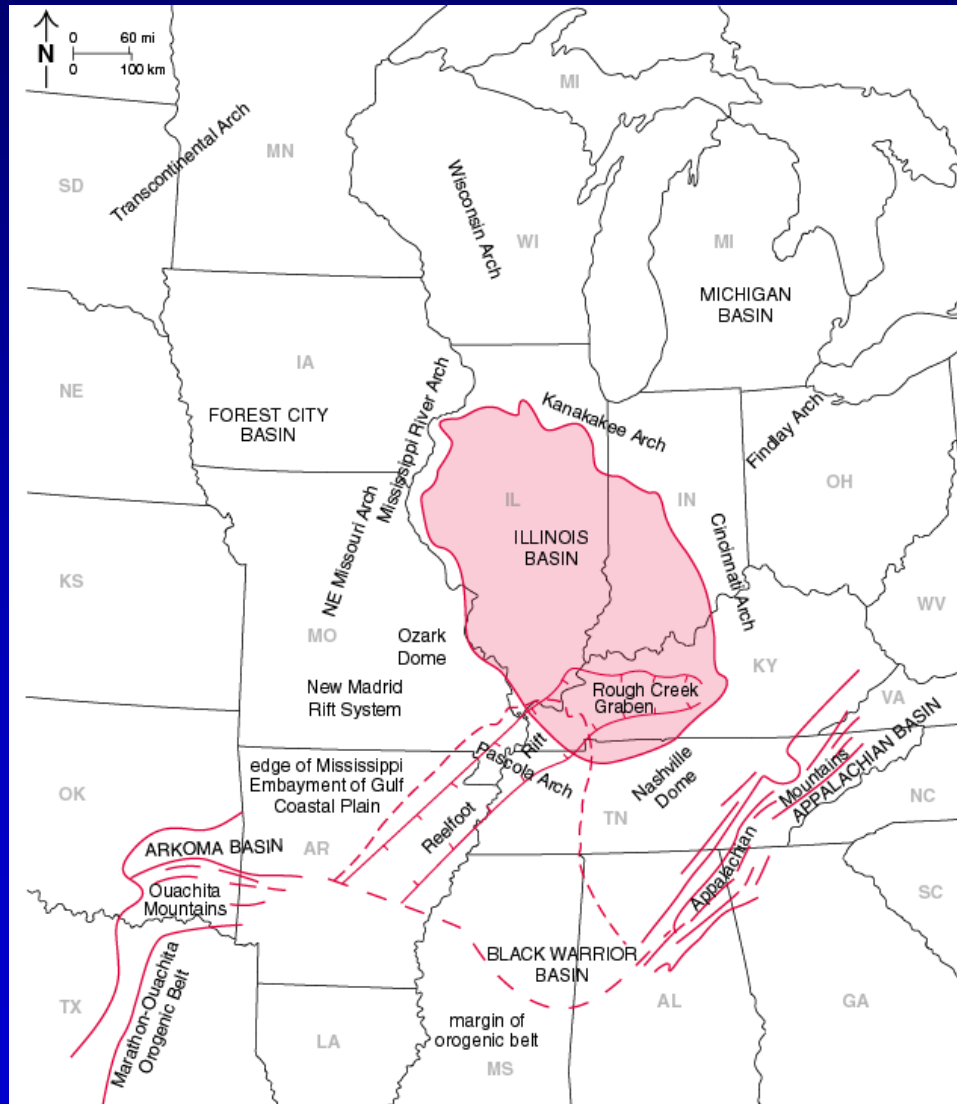 0 60 mi
N
0 100 km
MI
Transcontinental Arch
MN
SD
Wisconsin Arch
WI
MI
MICHIGAN
BASIN
IA
NE
Mississippi River Arch
Kanakakee Arch
FOREST CITY
BASIN
Findlay Arch
OH
IL
IN
NE Missouri Arch
ILLINOIS
BASIN
Cincinnati Arch
KS
WV
MO
Ozark
Dome
KY
New Madrid
Rift System
Rough Creek
Graben
VA
Rift
Pascola Arch
APPALACHIAN BASIN
Mountains
edge of Mississippi
Embayment of Gulf
Coastal Plain
Nashville
Dome
OK
NC
Reelfoot
TN
ARKOMA BASIN
AR
Appalachian
Ouachita
Mountains
SC
BLACK WARRIOR
BASIN
TX
AL
GA
Marathon-Ouachita
Orogenic Belt
margin of
orogenic belt
LA
MS